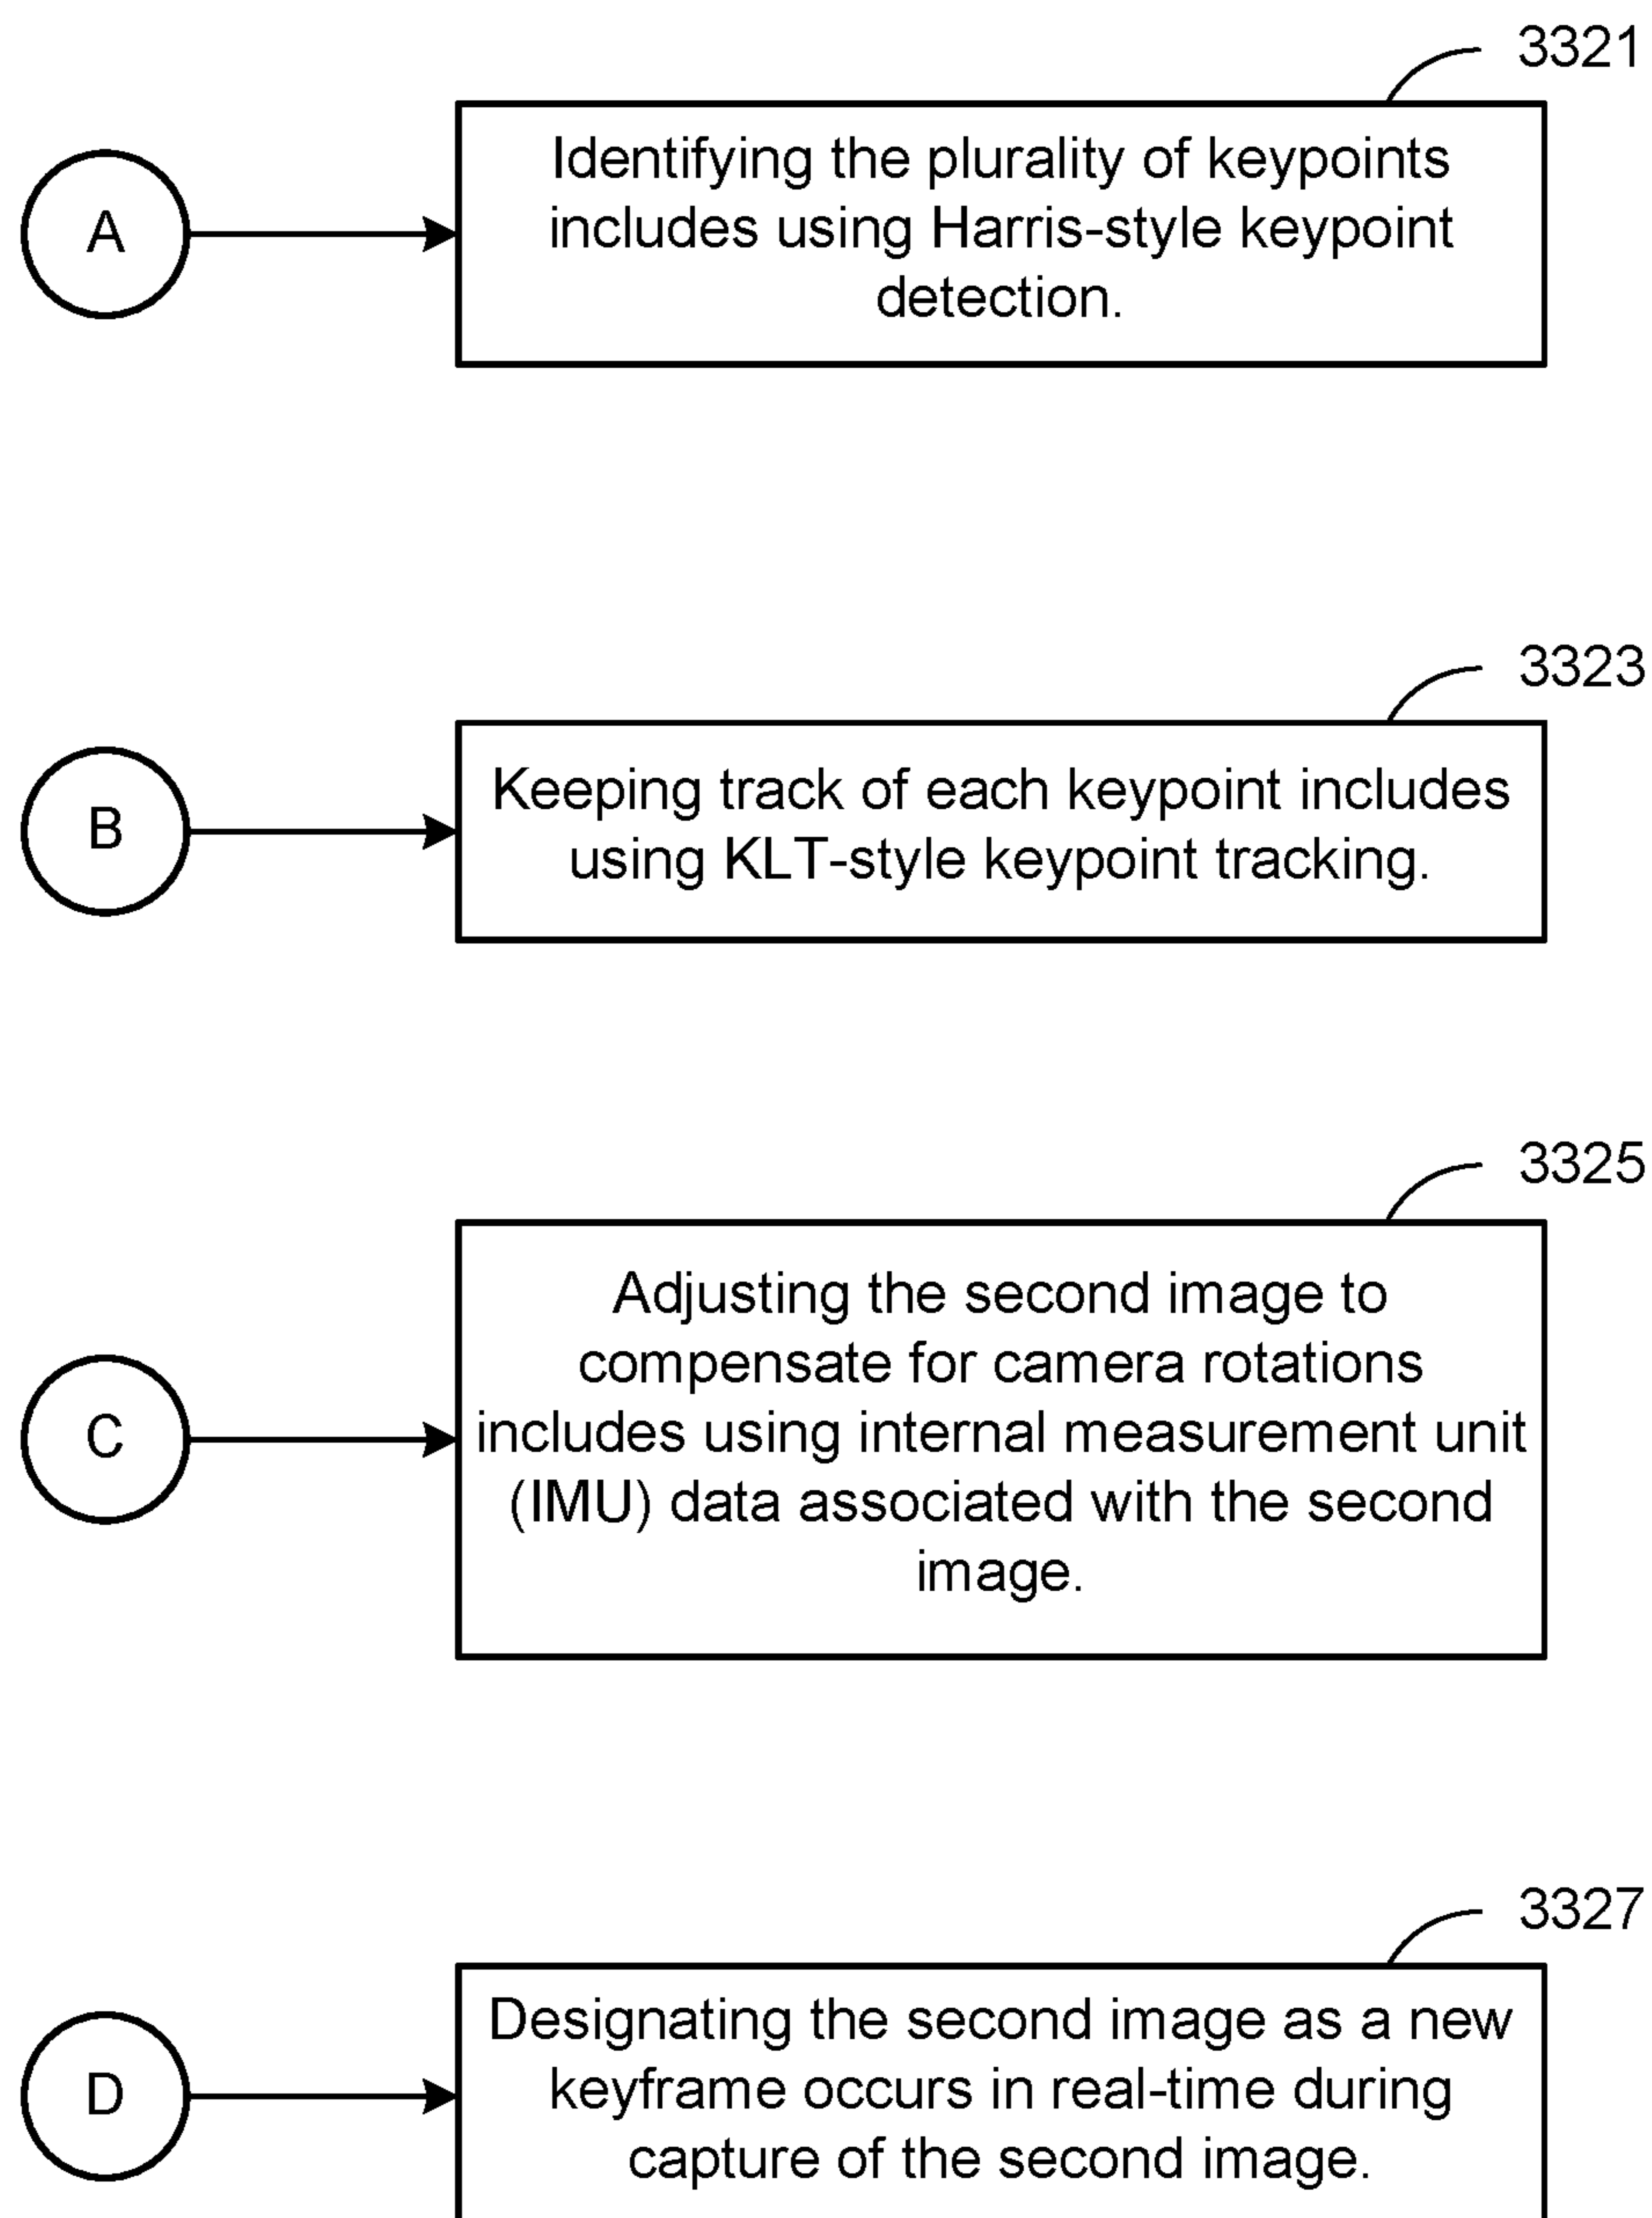 3321
A
Identifying the plurality of keypoints
includes using Harris-style keypoint
detection.
3323
B
Keeping track of each keypoint includes
using KLT-style keypoint tracking.
3325
C
Adjusting the second image to
compensate for camera rotations
includes using internal measurement unit
(IMU) data associated with the second
image.
3327
D
Designating the second image as a new
keyframe occurs in real-time during
capture of the second image.